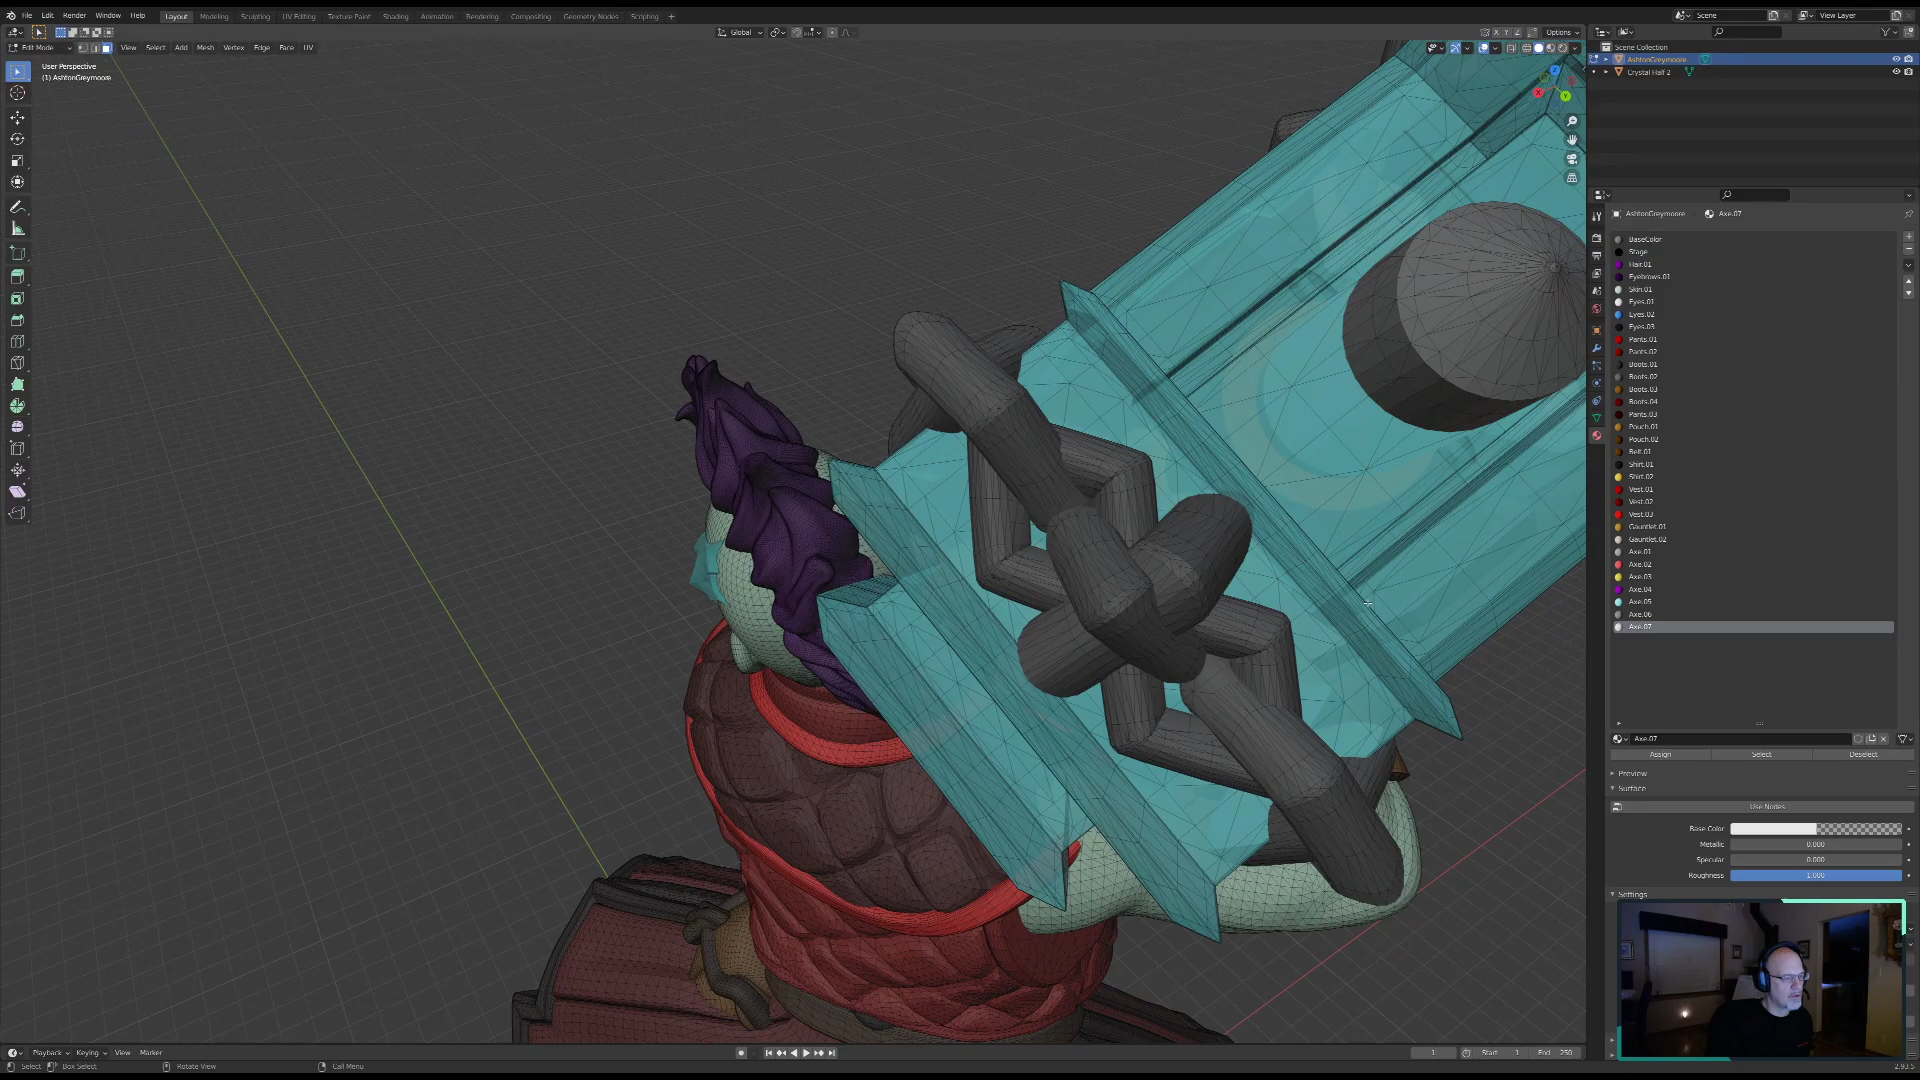 File Edit Render Window Help Layout Modeling Sculpting UV Editing Texture Paint Shading Animation Rendering Compositing Geometry Nodes Scripting + Scene View Layer
Global Options
Edit Mode View Select Add Mesh Vertex Edge Face UV
User Perspective
(1) AshtonGreymoore
X
Y
Z
Scene Collection
AshtonGreymoore
Crystal Half 2
AshtonGreymoore Axe.07
BaseColor
Stage
Hair.01
Eyebrows.01
Skin.01
Eyes.01
Eyes.02
Eyes.03
Pants.01
Pants.02
Boots.01
Boots.02
Boots.03
Boots.04
Pants.03
Pouch.01
Pouch.02
Belt.01
Shirt.01
Shirt.02
Vest.01
Vest.02
Vest.03
Gauntlet.01
Gauntlet.02
Axe.01
Axe.02
Axe.03
Axe.04
Axe.05
Axe.06
Axe.07
Axe.07
Assign Select Deselect
Preview
Surface
Use Nodes
Base Color
Metallic 0.000
Specular 0.000
Roughness 1.000
Settings
Playback Keying View Marker 1 Start 1 End 250
Select Box Select Rotate View Call Menu 2.93.5